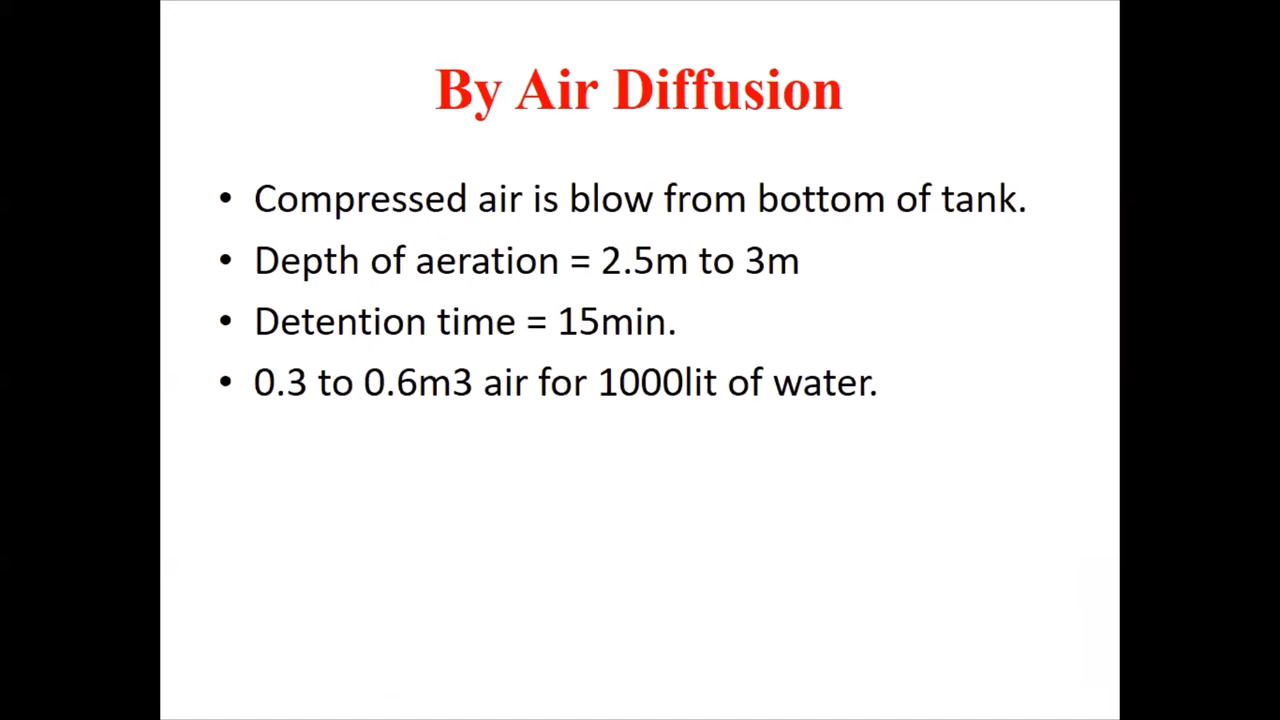 By Air Diffusion
• Compressed air is blow from bottom of tank.
• Depth of aeration = 2.5m to 3m
• Detention time = 15min.
• 0.3 to 0.6m3 air for 1000lit of water.